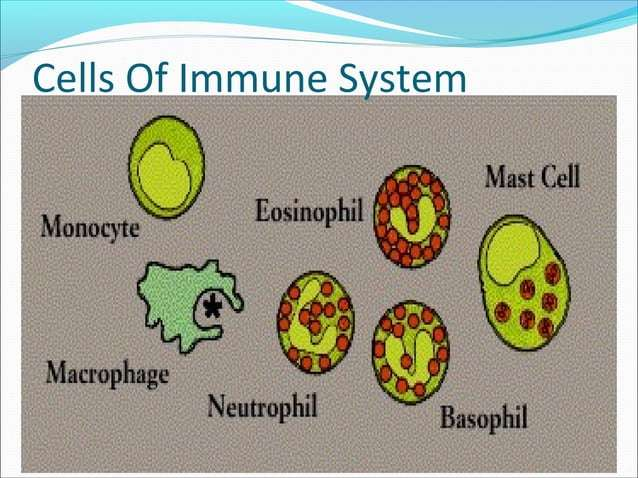 Cells Of Immune System
Mast Cell
Eosinophil
Monocyte
Macrophage
Neutrophil
Basophil